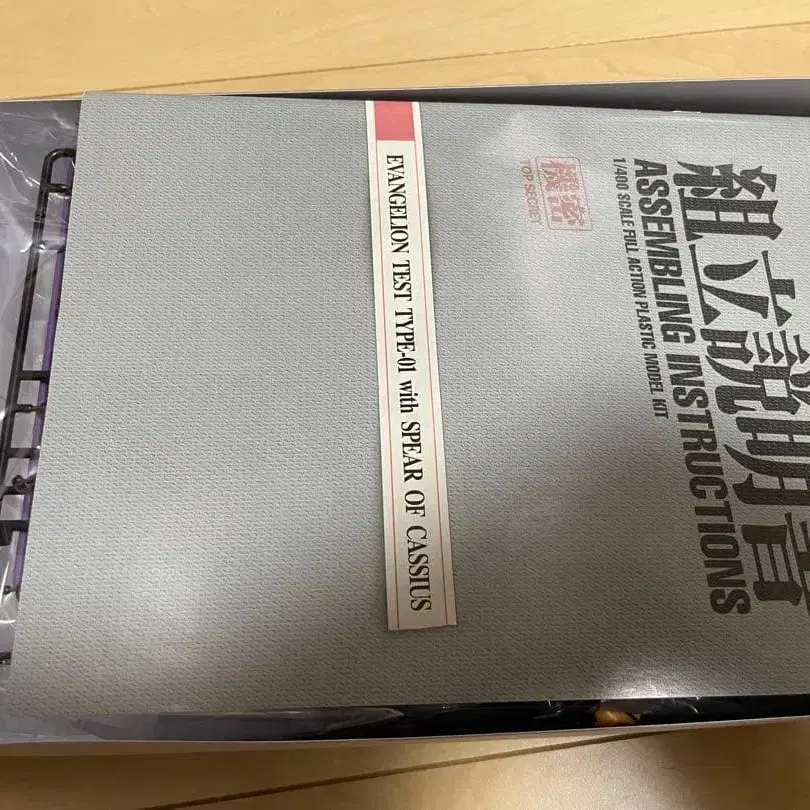 組立説明書
ASSEMBLING INSTRUCTIONS
1/400 SCALE FULL ACTION PLASTIC MODEL KIT
機密
TOP SECRET
EVANGELION TEST TYPE-01 with SPEAR OF CASSIUS